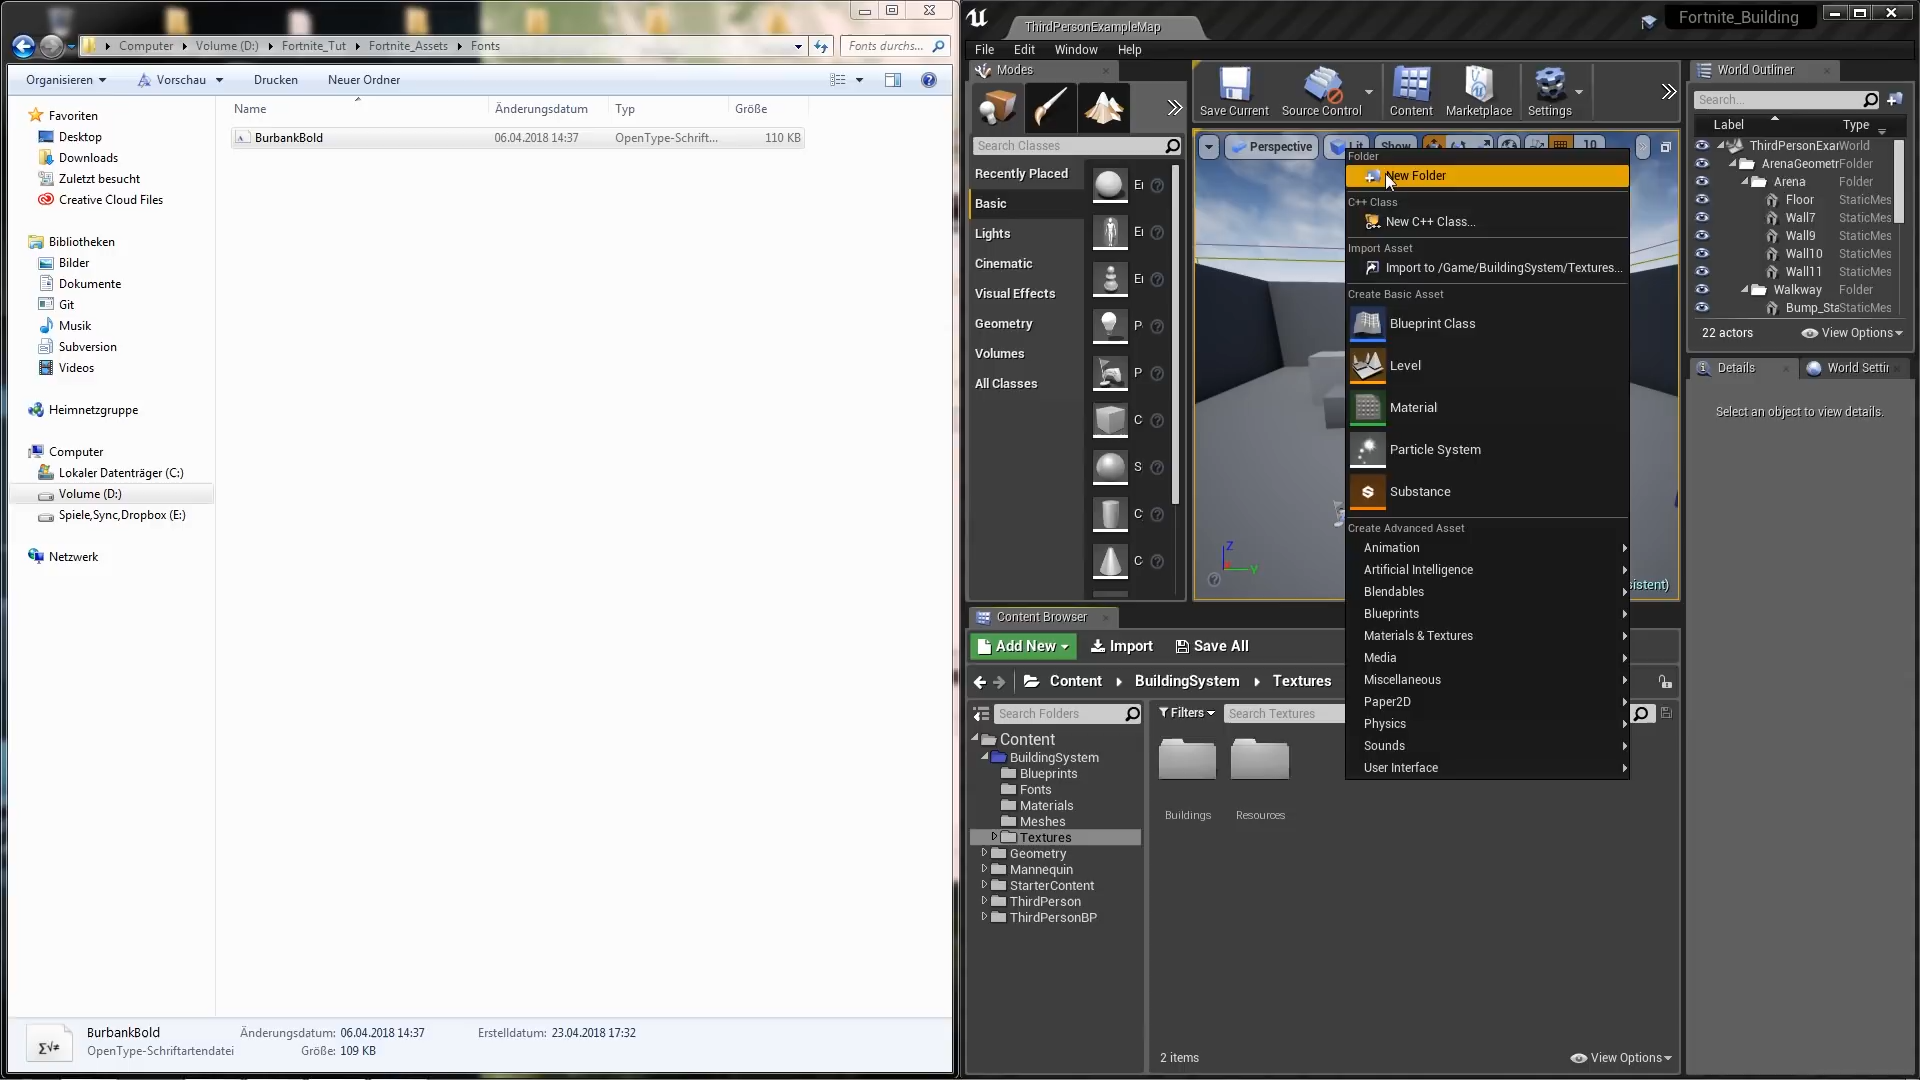 Computer Volume (D:) Fortnite_Tut Fortnite_Assets Fonts
Fonts durchs...
Organisieren Vorschau Drucken Neuer Ordner
Name Änderungsdatum Typ Größe
BurbankBold 06.04.2018 14:37 OpenType-Schrift... 110 KB
Favoriten
Desktop
Downloads
Zuletzt besucht
Creative Cloud Files
Bibliotheken
Bilder
Dokumente
Git
Musik
Subversion
Videos
Heimnetzgruppe
Computer
Lokaler Datenträger (C:)
Volume (D:)
Spiele,Sync,Dropbox (E:)
Netzwerk
BurbankBold Änderungsdatum: 06.04.2018 14:37 Erstelldatum: 23.04.2018 17:32
OpenType-Schriftartendatei Größe: 109 KB
ThirdPersonExampleMap
Fortnite_Building
File Edit Window Help
Modes
Search Classes
Recently Placed
Basic
Lights
Cinematic
Visual Effects
Geometry
Volumes
All Classes
Save Current Source Control Content Marketplace Settings
Perspective Lit Show 10
Folder
New Folder
C++ Class
New C++ Class...
Import Asset
Import to /Game/BuildingSystem/Textures...
Create Basic Asset
Blueprint Class
Level
Material
Particle System
Substance
Create Advanced Asset
Animation
Artificial Intelligence
Blendables
Blueprints
Materials & Textures
Media
Miscellaneous
Paper2D
Physics
Sounds
User Interface
Z
Y
sistent)
World Outliner
Search...
Label Type
ThirdPersonExar World
ArenaGeometr Folder
Arena Folder
Floor StaticMes
Wall7 StaticMes
Wall9 StaticMes
Wall10 StaticMes
Wall11 StaticMes
Walkway Folder
Bump_Sta StaticMes
22 actors View Options
Details World Settin
Select an object to view details.
Content Browser
Add New Import Save All
Content BuildingSystem Textures
Search Folders
Filters Search Textures
Content
BuildingSystem
Blueprints
Fonts
Materials
Meshes
Textures
Geometry
Mannequin
StarterContent
ThirdPerson
ThirdPersonBP
Buildings Resources
2 items View Options